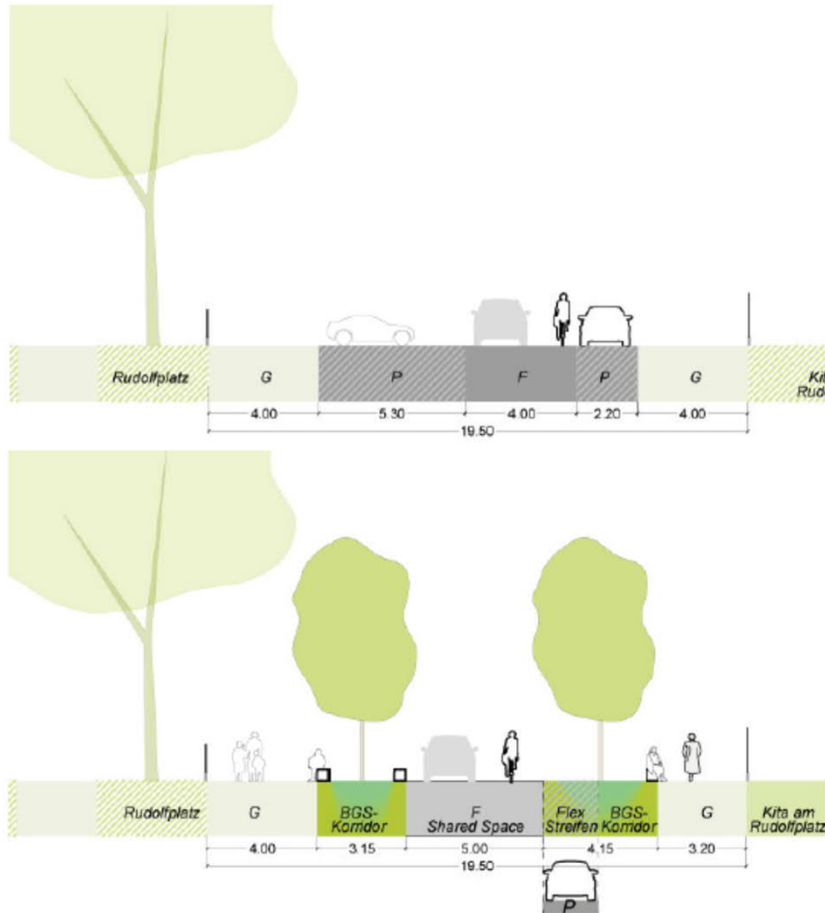 Rudolfplatz G P F P G Kit
Rudo
4.00 5.30 4.00 2.20 4.00
19.50
Rudolfplatz G BGS- F Flex BGS- G Kita am
Korridor Shared Space Streifen Korridor Rudolfplatz
4.00 3.15 5.00 4.15 3.20
19.50
P